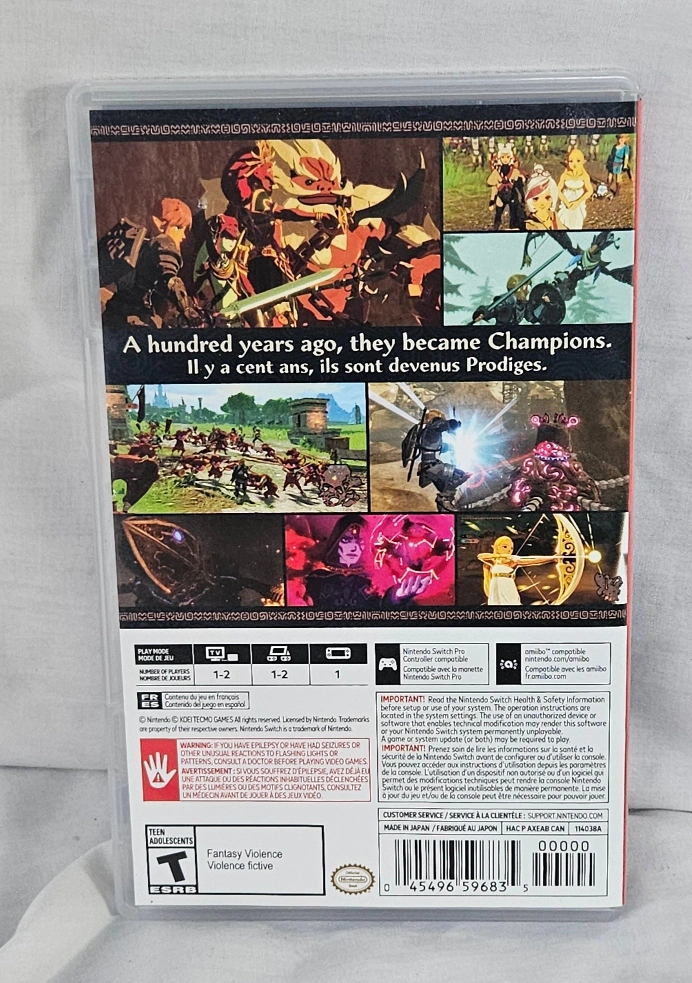 A hundred years ago, they became Champions.
Il y a cent ans, ils sont devenus Prodiges.
PLAY MODE
MODE DE JEU
TV
NUMBER OF PLAYERS
NOMBRE DE JOUEURS
1-2
1-2
1
Nintendo Switch Pro
Controller compatible
Compatible avec la manette
Nintendo Switch Pro
amiibo™ compatible
nintendo.com/amiibo
Compatible avec les amiibo
fr.amiibo.com
FR
ES
Contenu du jeu en français
Contenido del juego en español
© Nintendo © KOEI TECMO GAMES All rights reserved. Licensed by Nintendo. Trademarks
are property of their respective owners. Nintendo Switch is a trademark of Nintendo.
WARNING: IF YOU HAVE EPILEPSY OR HAVE HAD SEIZURES OR
OTHER UNUSUAL REACTIONS TO FLASHING LIGHTS OR
PATTERNS, CONSULT A DOCTOR BEFORE PLAYING VIDEO GAMES.
AVERTISSEMENT : SI VOUS SOUFFREZ D'ÉPILEPSIE, AVEZ DÉJÀ EU
UNE ATTAQUE OU DES RÉACTIONS INHABITUELLES DÉCLENCHÉES
PAR DES LUMIÈRES OU DES MOTIFS CLIGNOTANTS, CONSULTEZ
UN MÉDECIN AVANT DE JOUER À DES JEUX VIDÉO.
IMPORTANT! Read the Nintendo Switch Health & Safety Information
before setup or use of your system. The operation instructions are
located in the system settings. The use of an unauthorized device or
software that enables technical modification may render this software
or your Nintendo Switch system permanently unplayable.
A game or system update (or both) may be required to play.
IMPORTANT! Prenez soin de lire les informations sur la santé et la
sécurité de la Nintendo Switch avant de configurer ou d'utiliser la console.
Vous pouvez accéder aux instructions d'utilisation depuis les paramètres
de la console. L'utilisation d'un dispositif non autorisé ou d'un logiciel qui
permet des modifications techniques peut rendre la console Nintendo
Switch ou le présent logiciel inutilisables de manière permanente. La mise
à jour du jeu et/ou de la console peut être nécessaire pour pouvoir jouer.
CUSTOMER SERVICE / SERVICE À LA CLIENTÈLE : SUPPORT.NINTENDO.COM
MADE IN JAPAN / FABRIQUÉ AU JAPON
HAC P AXEAB CAN
114038A
TEEN
ADOLESCENTS
T
ESRB
Fantasy Violence
Violence fictive
Nintendo
00000
0 45496 59683 5